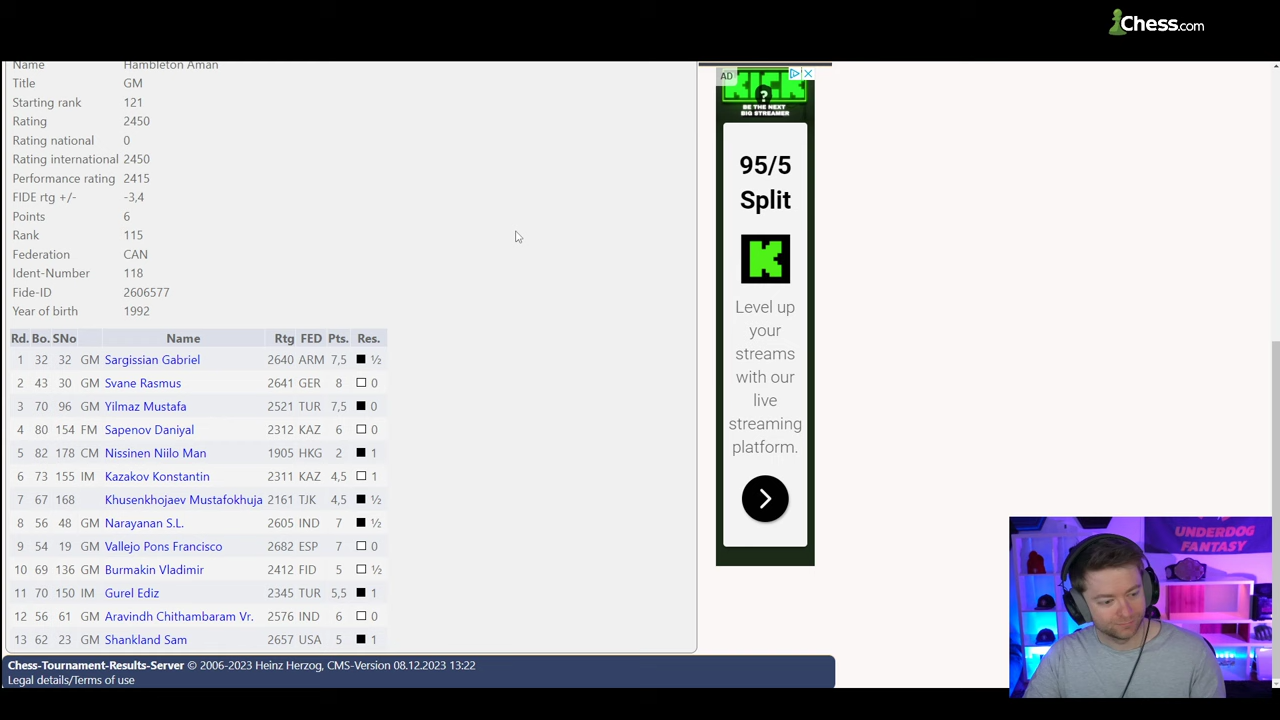 Chess.com
Name Hambleton Aman
Title GM
Starting rank 121
Rating 2450
Rating national 0
Rating international 2450
Performance rating 2415
FIDE rtg +/- -3,4
Points 6
Rank 115
Federation CAN
Ident-Number 118
Fide-ID 2606577
Year of birth 1992
Rd. Bo. SNo Name Rtg FED Pts. Res.
1 32 32 GM Sargissian Gabriel 2640 ARM 7,5 ½
2 43 30 GM Svane Rasmus 2641 GER 8 0
3 70 96 GM Yilmaz Mustafa 2521 TUR 7,5 0
4 80 154 FM Sapenov Daniyal 2312 KAZ 6 0
5 82 178 CM Nissinen Niilo Man 1905 HKG 2 1
6 73 155 IM Kazakov Konstantin 2311 KAZ 4,5 1
7 67 168 Khusenkhojaev Mustafokhuja 2161 TJK 4,5 ½
8 56 48 GM Narayanan S.L. 2605 IND 7 ½
9 54 19 GM Vallejo Pons Francisco 2682 ESP 7 0
10 69 136 GM Burmakin Vladimir 2412 FID 5 ½
11 70 150 IM Gurel Ediz 2345 TUR 5,5 1
12 56 61 GM Aravindh Chithambaram Vr. 2576 IND 6 0
13 62 23 GM Shankland Sam 2657 USA 5 1
Chess-Tournament-Results-Server © 2006-2023 Heinz Herzog, CMS-Version 08.12.2023 13:22
Legal details/Terms of use
AD
KICK
?
BE THE NEXT
BIG STREAMER
95/5
Split
K
Level up
your
streams
with our
live
streaming
platform.
UNDERDOG
FANTASY